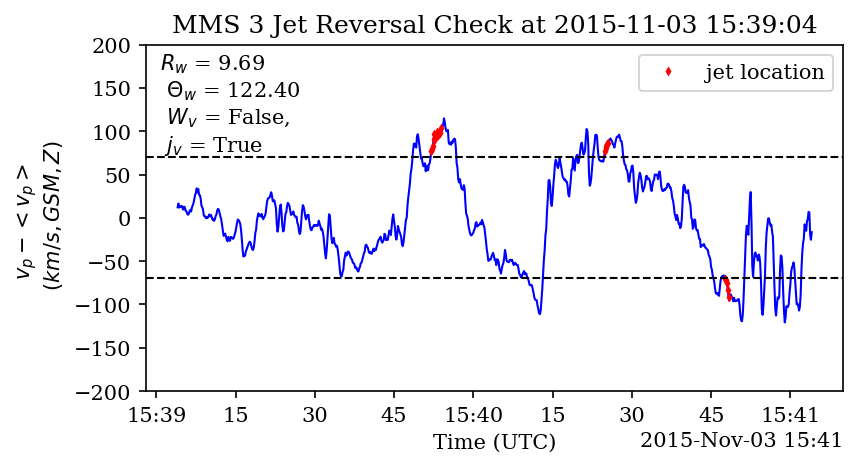 MMS 3 Jet Reversal Check at 2015-11-03 15:39:04
R_w = 9.69
Θ_w = 122.40
W_v = False,
j_v = True
jet location
v_p − < v_p >
(km/s, GSM, Z)
200
150
100
50
0
−50
−100
−150
−200
15:39 15 30 45 15:40 15 30 45 15:41
Time (UTC)
2015-Nov-03 15:41